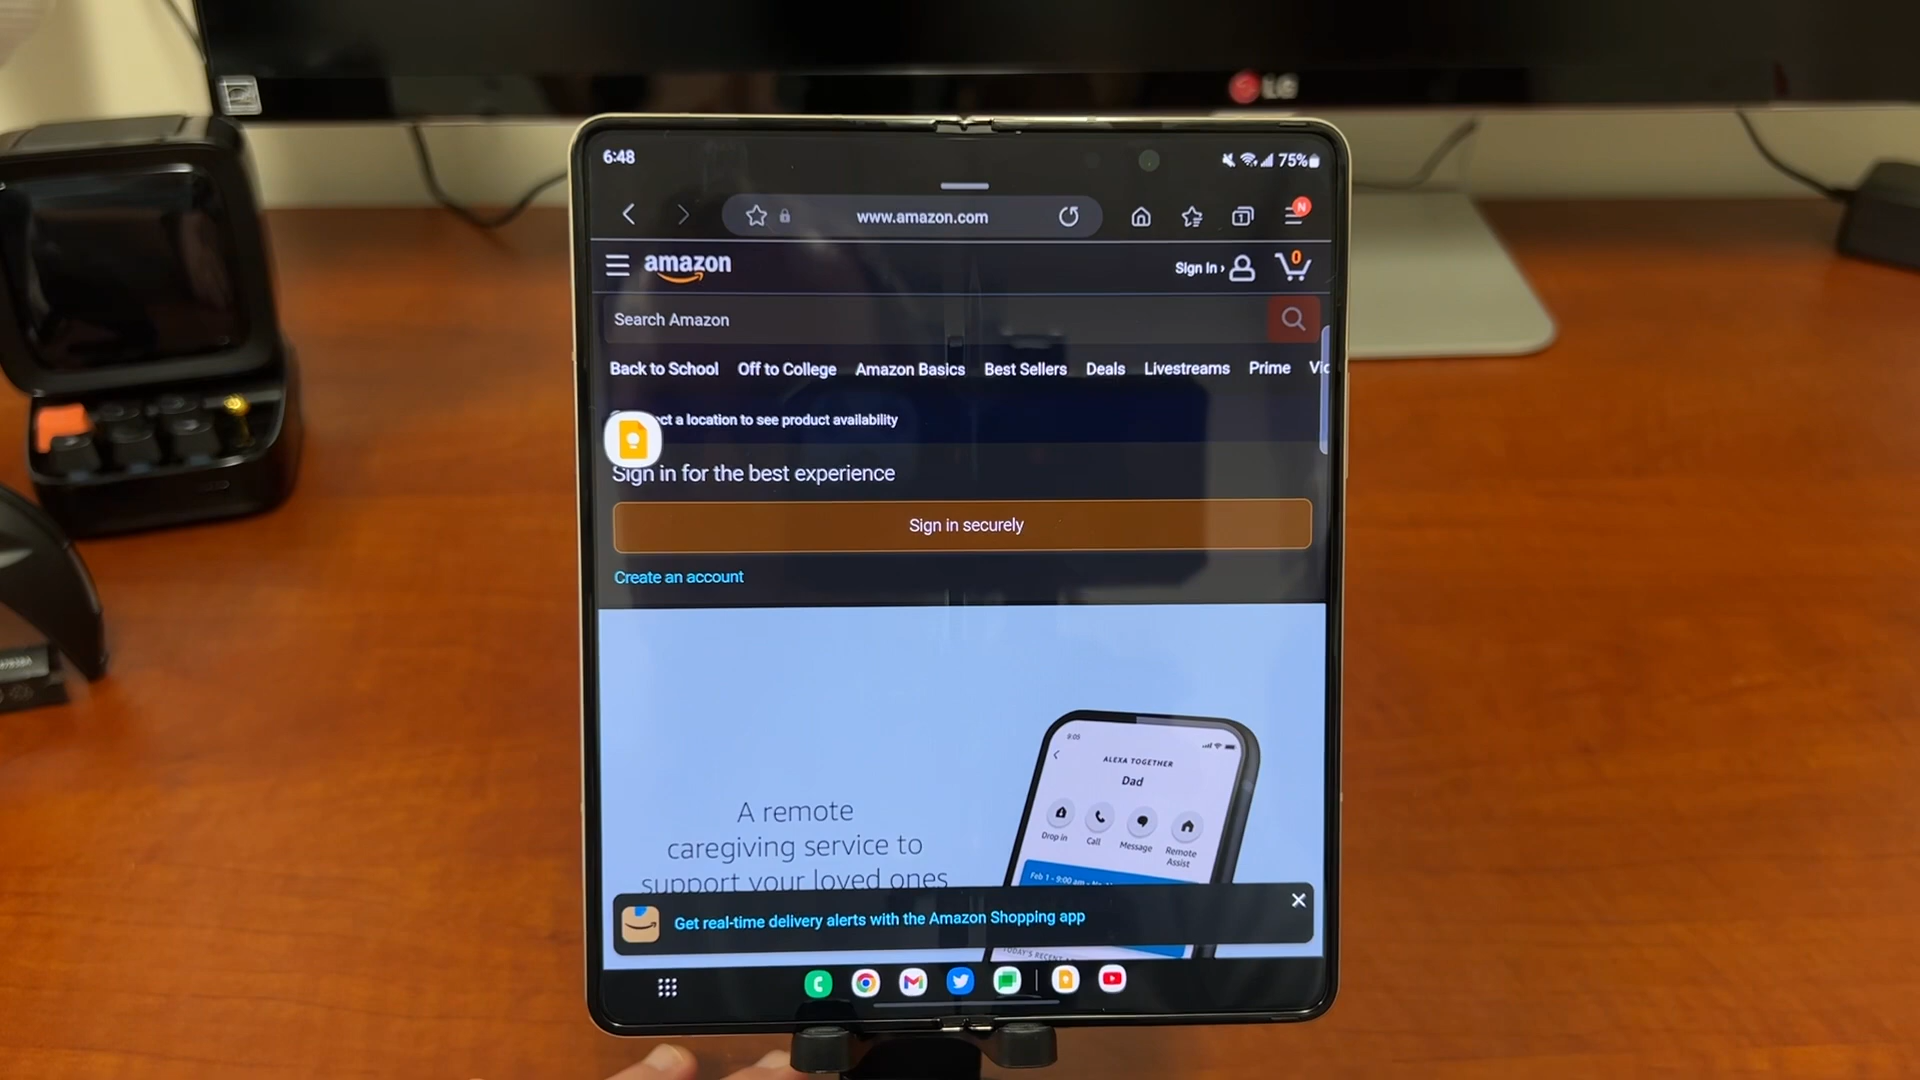 LG
6:48
75%
www.amazon.com
1
N
amazon
Sign In ›
0
Search Amazon
Back to School Off to College Amazon Basics Best Sellers Deals Livestreams Prime
ct a location to see product availability
Sign in for the best experience
Sign in securely
Create an account
9:05
ALEXA TOGETHER
Dad
Drop in Call Message Remote Assist
A remote
caregiving service to
support your loved ones
Feb 1 - 9:00 am
Get real-time delivery alerts with the Amazon Shopping app